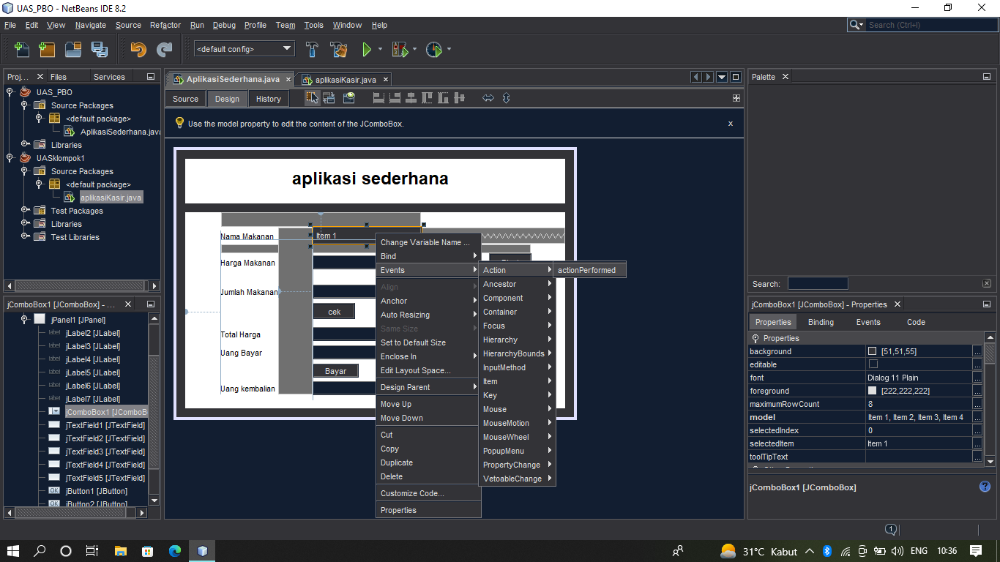 UAS_PBO - NetBeans IDE 8.2
File Edit View Navigate Source Refactor Run Debug Profile Team Tools Window Help
Search (Ctrl+I)
<default config>
Proj... Files Services
UAS_PBO
Source Packages
<default package>
AplikasiSederhana.java
Libraries
UASklompok1
Source Packages
<default package>
aplikasiKasir.java
Test Packages
Libraries
Test Libraries
jComboBox1 [JComboBox] - ...
jPanel1 [JPanel]
label jLabel2 [JLabel]
label jLabel3 [JLabel]
label jLabel4 [JLabel]
label jLabel5 [JLabel]
label jLabel6 [JLabel]
label jLabel7 [JLabel]
jComboBox1 [JComboB
jTextField1 [JTextField]
jTextField2 [JTextField]
jTextField3 [JTextField]
jTextField4 [JTextField]
jTextField5 [JTextField]
OK jButton1 [JButton]
OK jButton2 [JButton]
AplikasiSederhana.java aplikasiKasir.java
Source Design History
Use the model property to edit the content of the JComboBox. x
aplikasi sederhana
Nama Makanan Item 1
Harga Makanan
Jumlah Makanan
cek
Total Harga
Uang Bayar
Bayar
Uang kembalian
Change Variable Name ...
Bind
Events
Align
Anchor
Auto Resizing
Same Size
Set to Default Size
Enclose In
Edit Layout Space...
Design Parent
Move Up
Move Down
Cut
Copy
Duplicate
Delete
Customize Code...
Properties
Action
Ancestor
Component
Container
Focus
Hierarchy
HierarchyBounds
InputMethod
Item
Key
Mouse
MouseMotion
MouseWheel
PopupMenu
PropertyChange
VetoableChange
actionPerformed
Palette
Search:
jComboBox1 [JComboBox] - Properties
Properties Binding Events Code
Properties
background [51,51,55] ...
editable ...
font Dialog 11 Plain ...
foreground [222,222,222] ...
maximumRowCount 8 ...
model Item 1, Item 2, Item 3, Item 4 ...
selectedIndex 0 ...
selectedItem Item 1 ...
toolTipText ...
jComboBox1 [JComboBox]
1
31°C Kabut ENG 10:36